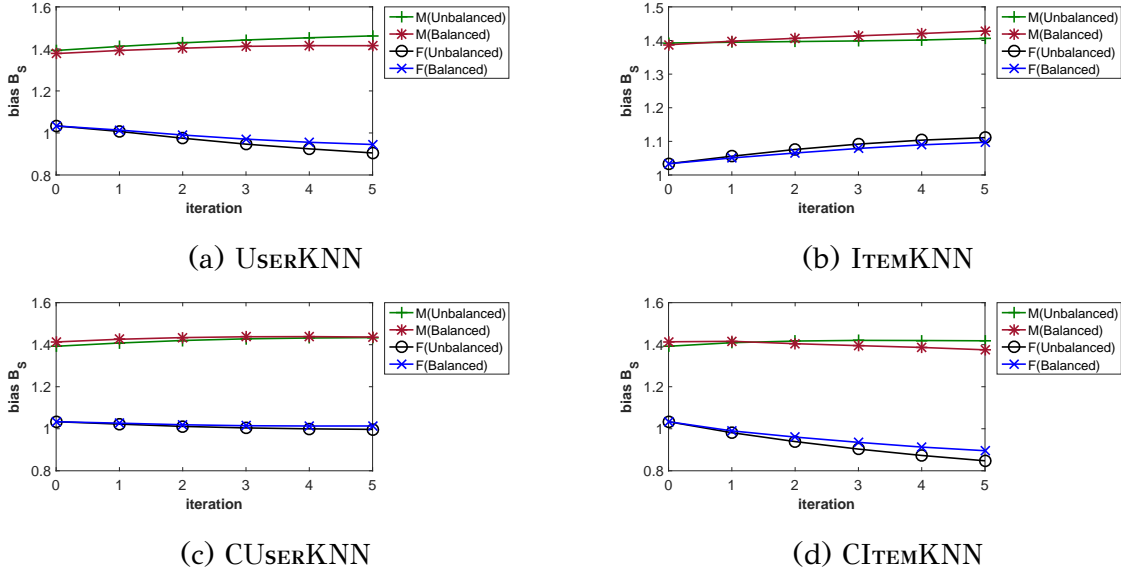 1.6
1.4
1.2
1
0.8
bias B_S
0 1 2 3 4 5
iteration
M(Unbalanced)
M(Balanced)
F(Unbalanced)
F(Balanced)
(a) USERKNN
1.5
1.4
1.3
1.2
1.1
1
bias B_S
0 1 2 3 4 5
iteration
M(Unbalanced)
M(Balanced)
F(Unbalanced)
F(Balanced)
(b) ITEMKNN
1.6
1.4
1.2
1
0.8
bias B_S
0 1 2 3 4 5
iteration
M(Unbalanced)
M(Balanced)
F(Unbalanced)
F(Balanced)
(c) CUSERKNN
1.6
1.4
1.2
1
0.8
bias B_S
0 1 2 3 4 5
iteration
M(Unbalanced)
M(Balanced)
F(Unbalanced)
F(Balanced)
(d) CITEMKNN